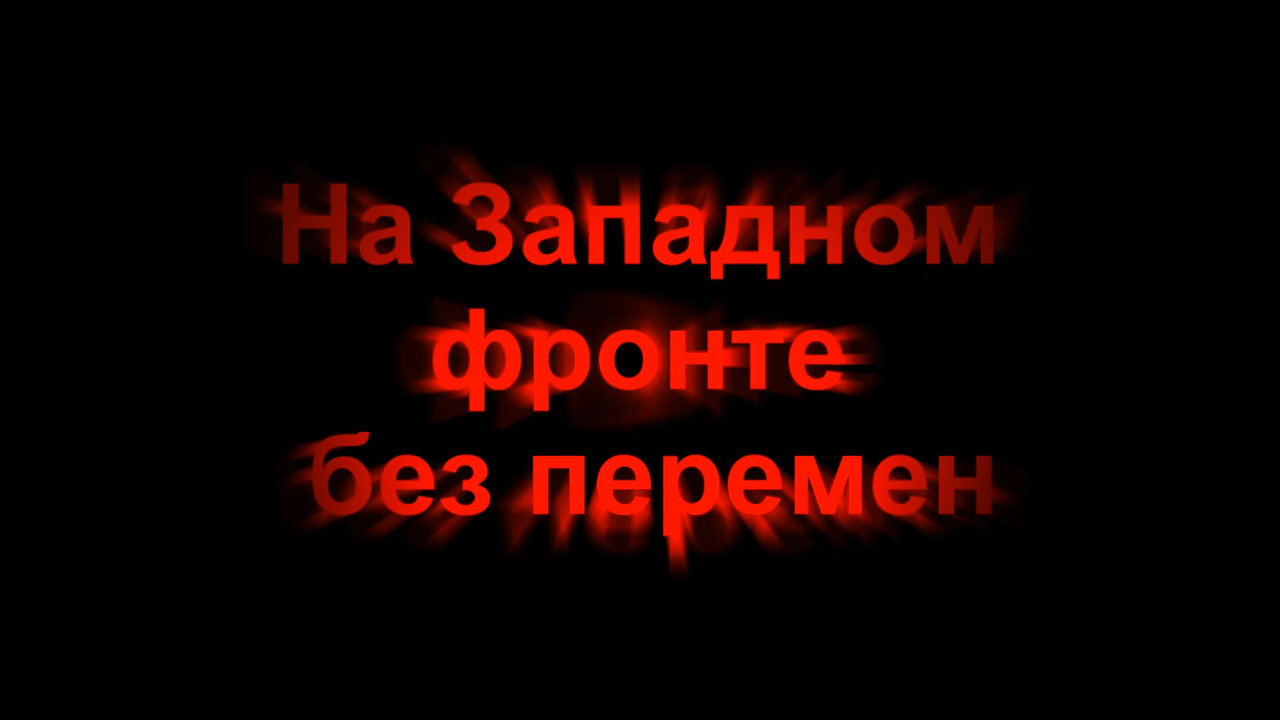 На Западном
фронте
без перемен